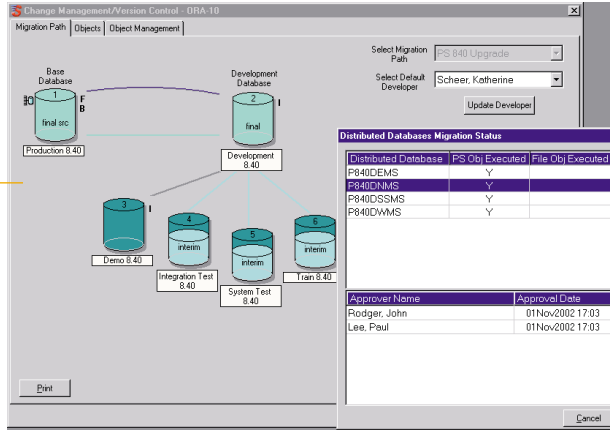 Change Management/Version Control - ORA-10
Migration Path Objects Object Management
Select Migration Path PS 840 Upgrade
Select Default Developer Scheer, Katherine
Update Developer
Base Database
1
F
B
final src
Production 8.40
Development Database
2
I
final
Development 8.40
3
I
Demo 8.40
4
interim
Integration Test 8.40
5
interim
System Test 8.40
6
interim
Train 8.40
Print
Distributed Databases Migration Status
Distributed Database PS Obj Executed File Obj Executed
P840DEMS Y
P840DNMS Y
P840DSSMS Y
P840DWMS Y
Approver Name Approval Date
Rodger, John 01Nov2002 17:03
Lee, Paul 01Nov2002 17:03
Cancel